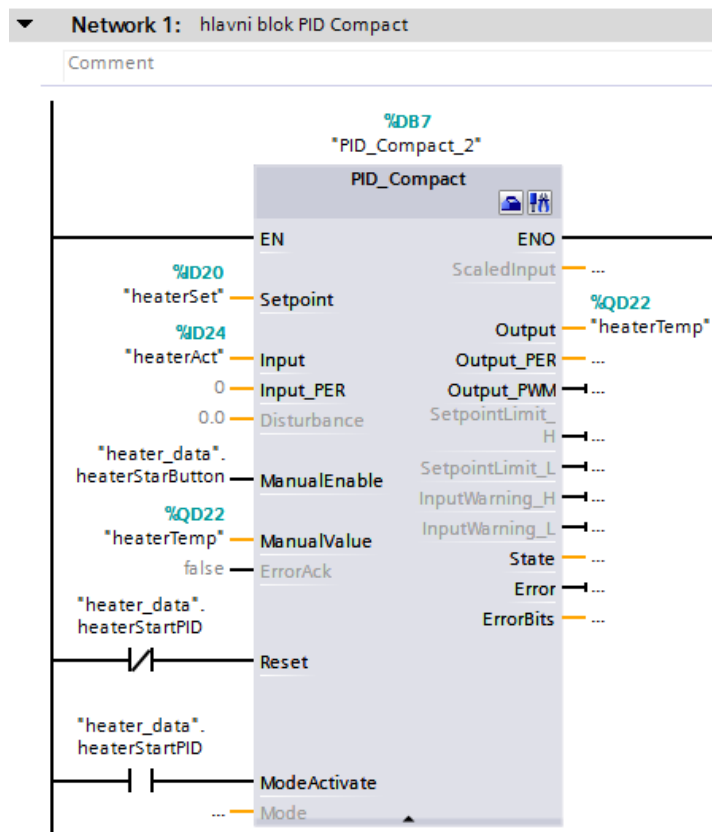 Network 1: hlavni blok PID Compact
Comment
%DB7
"PID_Compact_2"
PID_Compact
EN
ENO
ScaledInput
...
%ID20
"heaterSet"
Setpoint
%QD22
Output
"heaterTemp"
%ID24
"heaterAct"
Input
Output_PER
...
0
Input_PER
Output_PWM
...
0.0
Disturbance
SetpointLimit_
H
...
"heater_data".
heaterStarButton
ManualEnable
SetpointLimit_L
...
InputWarning_H
...
%QD22
"heaterTemp"
ManualValue
InputWarning_L
...
false
ErrorAck
State
...
Error
...
ErrorBits
...
"heater_data".
heaterStartPID
Reset
"heater_data".
heaterStartPID
ModeActivate
...
Mode